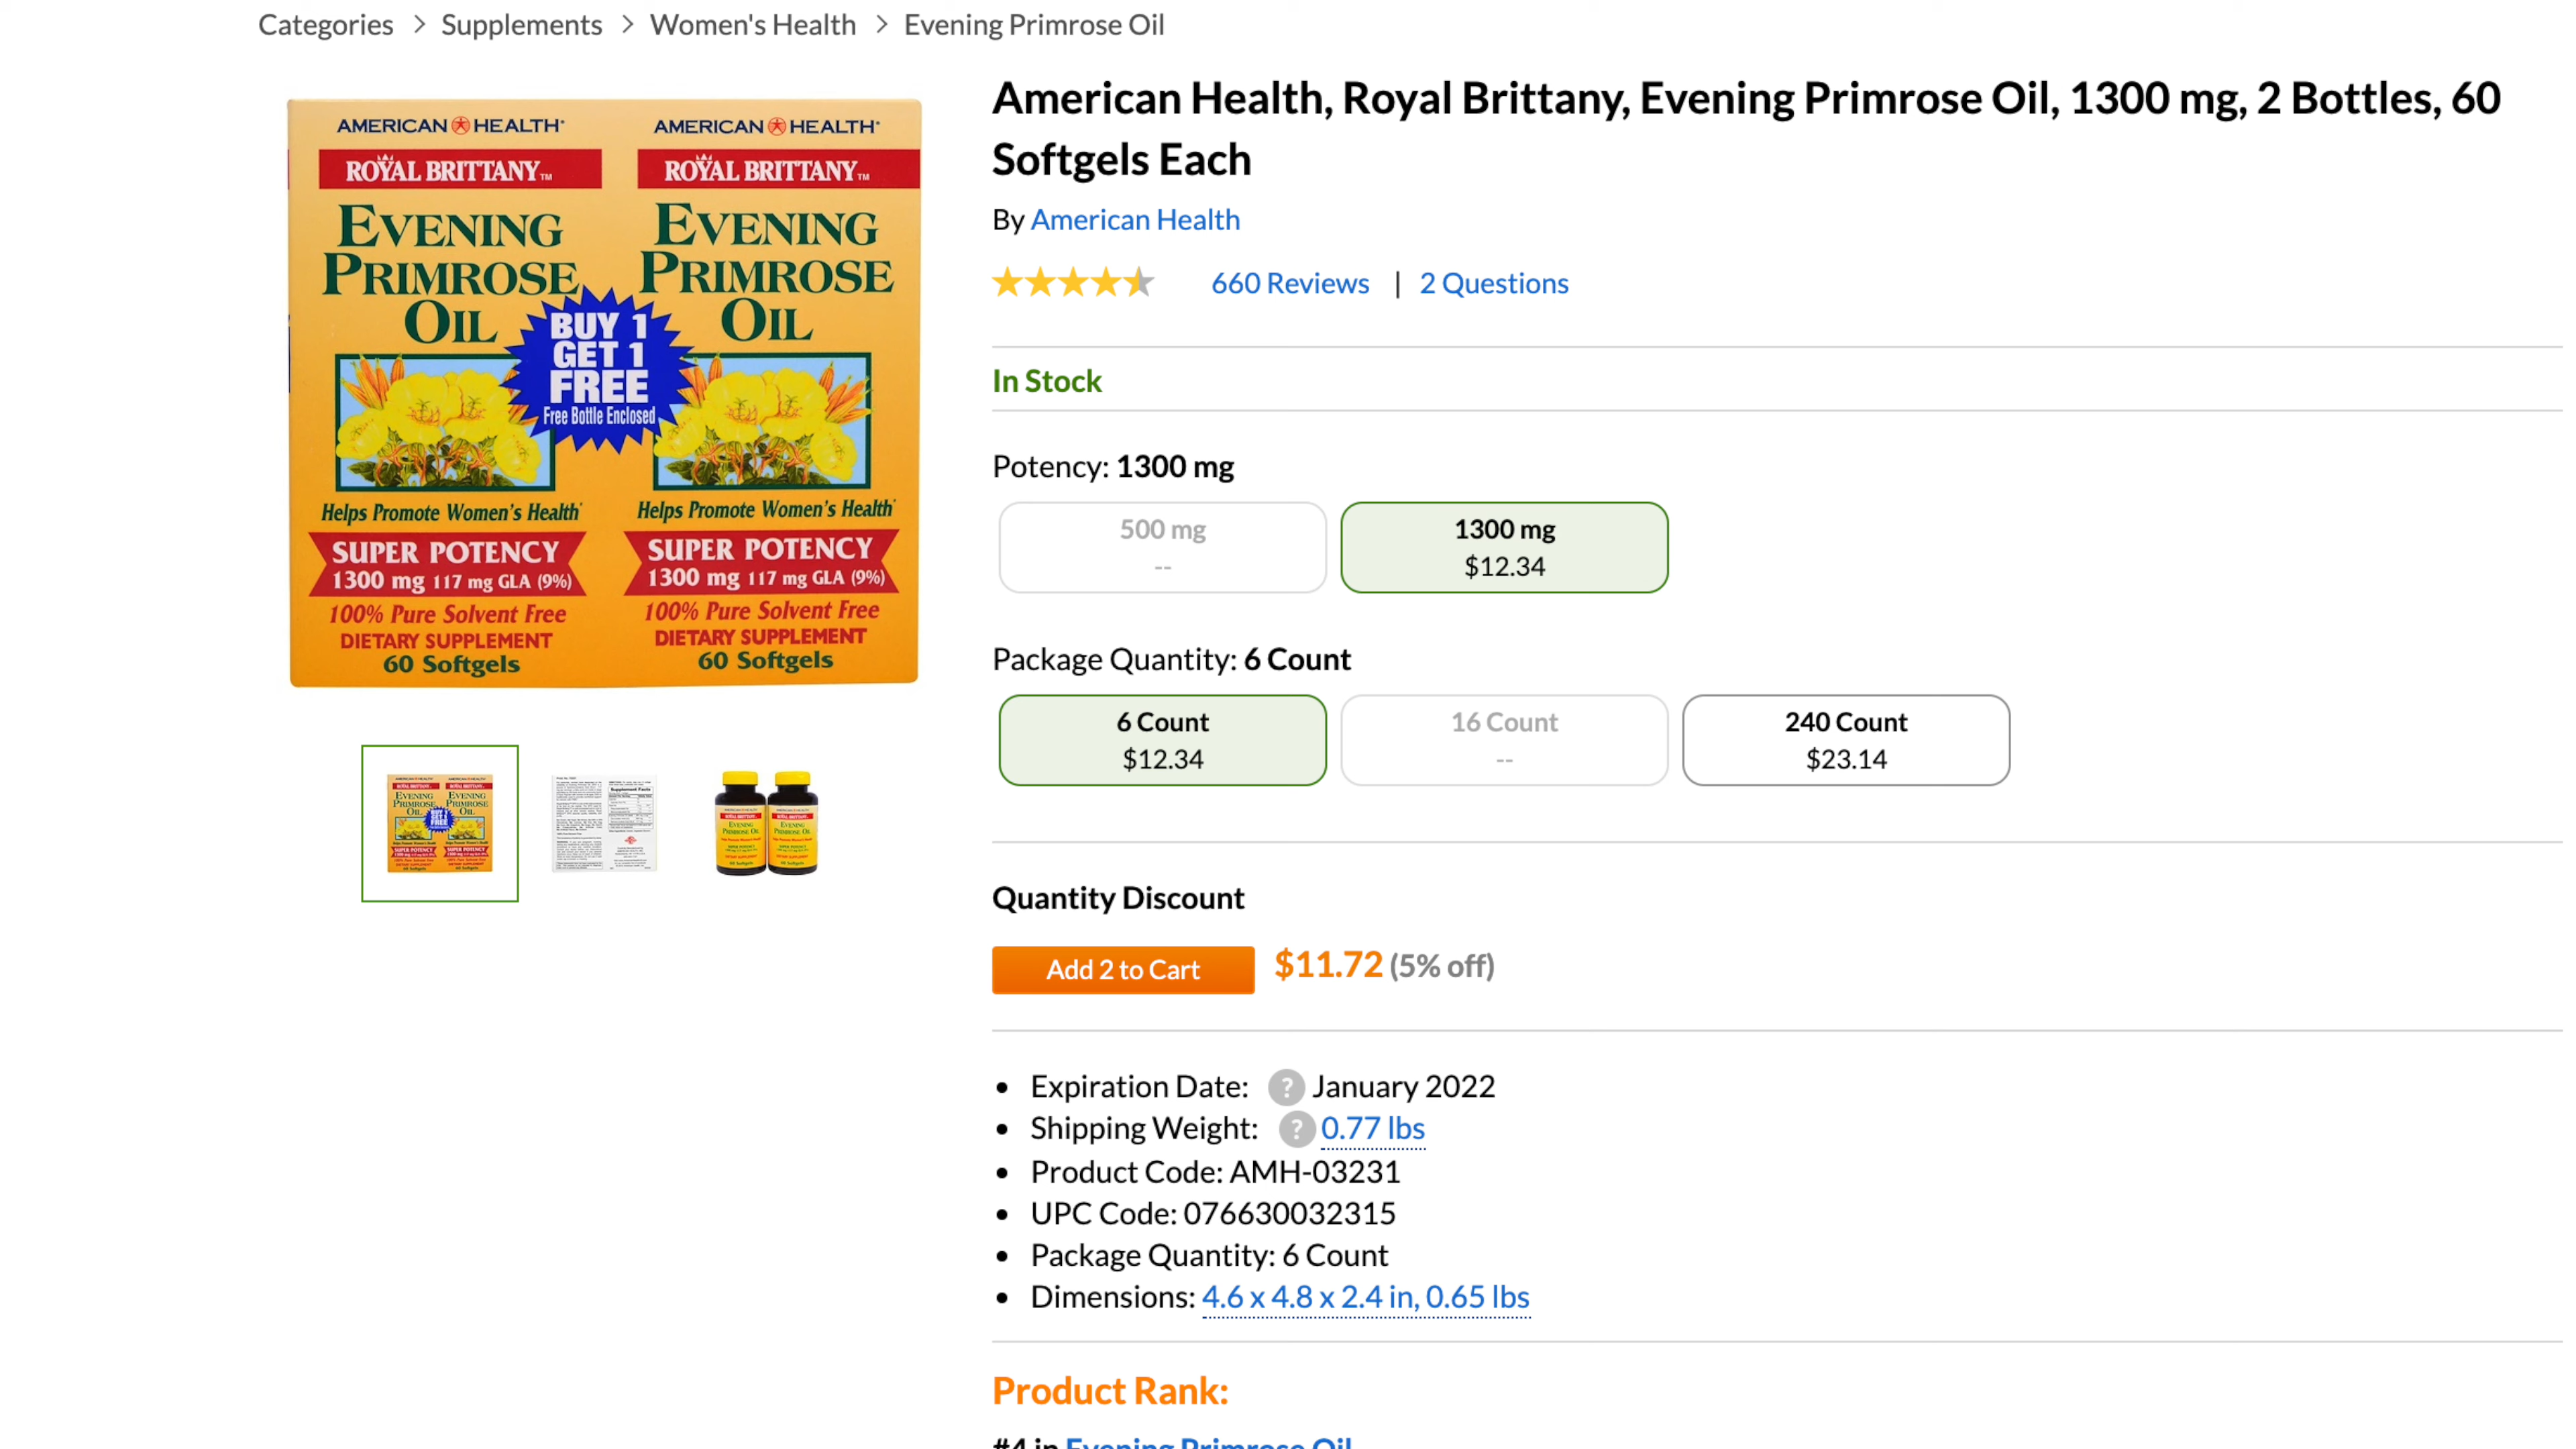 Categories > Supplements > Women's Health > Evening Primrose Oil
American Health, Royal Brittany, Evening Primrose Oil, 1300 mg, 2 Bottles, 60
Softgels Each
By American Health
660 Reviews | 2 Questions
In Stock
Potency: 1300 mg
500 mg
--
1300 mg
$12.34
Package Quantity: 6 Count
6 Count
$12.34
16 Count
--
240 Count
$23.14
Quantity Discount
Add 2 to Cart $11.72 (5% off)
Expiration Date: ? January 2022
Shipping Weight: ? 0.77 lbs
Product Code: AMH-03231
UPC Code: 076630032315
Package Quantity: 6 Count
Dimensions: 4.6 x 4.8 x 2.4 in, 0.65 lbs
Product Rank:
#4 in Evening Primrose Oil
AMERICAN HEALTH
ROYAL BRITTANY TM
EVENING
PRIMROSE
OIL
Helps Promote Women's Health*
SUPER POTENCY
1300 mg 117 mg GLA (9%)
100% Pure Solvent Free
DIETARY SUPPLEMENT
60 Softgels
BUY 1
GET 1
FREE
Free Bottle Enclosed
AMERICAN HEALTH
ROYAL BRITTANY TM
EVENING
PRIMROSE
OIL
Helps Promote Women's Health*
SUPER POTENCY
1300 mg 117 mg GLA (9%)
100% Pure Solvent Free
DIETARY SUPPLEMENT
60 Softgels